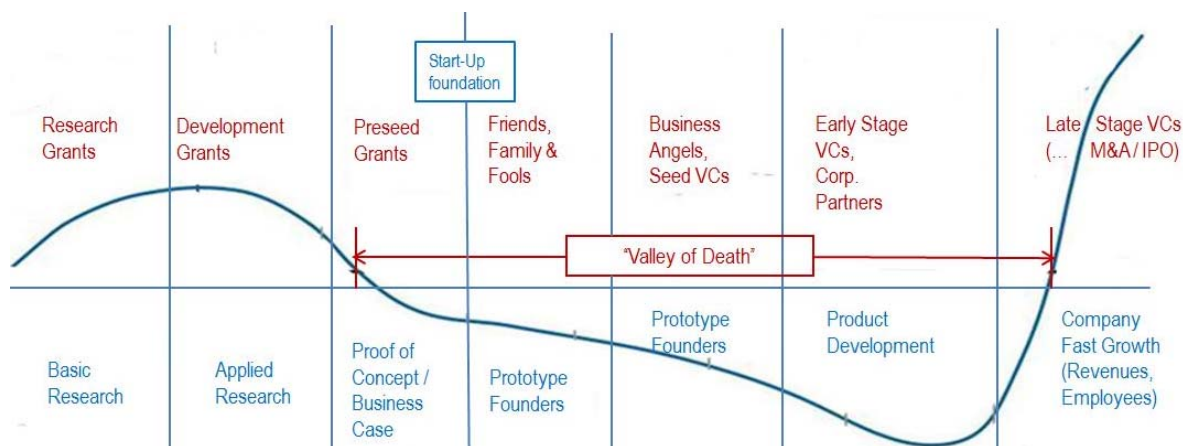 Start-Up
foundation
Research
Grants
Development
Grants
Preseed
Grants
Friends,
Family &
Fools
Business
Angels,
Seed VCs
Early Stage
VCs,
Corp.
Partners
Late Stage VCs
(... M&A / IPO)
"Valley of Death"
Basic
Research
Applied
Research
Proof of
Concept /
Business
Case
Prototype
Founders
Prototype
Founders
Product
Development
Company
Fast Growth
(Revenues,
Employees)